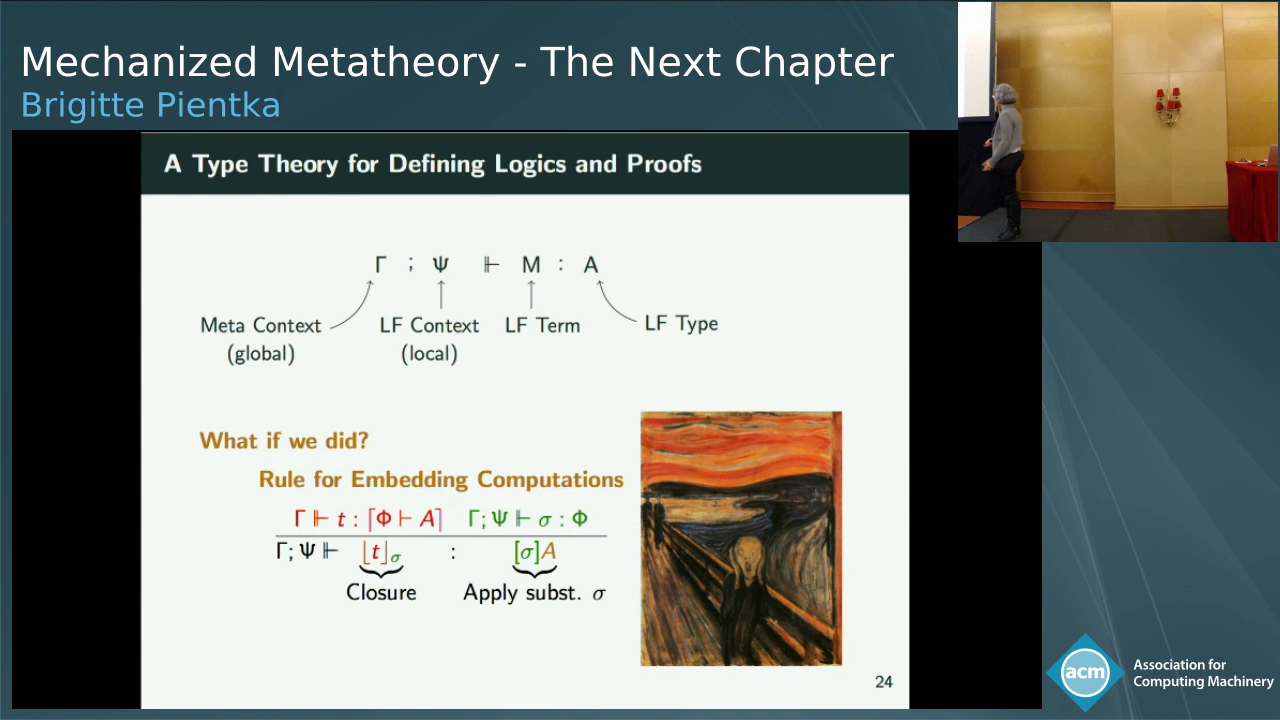 Mechanized Metatheory - The Next Chapter
Brigitte Pientka
A Type Theory for Defining Logics and Proofs
Γ ; Ψ ⊩ M : A
Meta Context LF Context LF Term LF Type
(global) (local)
What if we did?
Rule for Embedding Computations
Γ ⊩ t : ⌈Φ ⊢ A⌉ Γ; Ψ ⊩ σ : Φ
Γ; Ψ ⊩ ⌊t⌋σ : [σ]A
Closure Apply subst. σ
24
acm
Association for
Computing Machinery